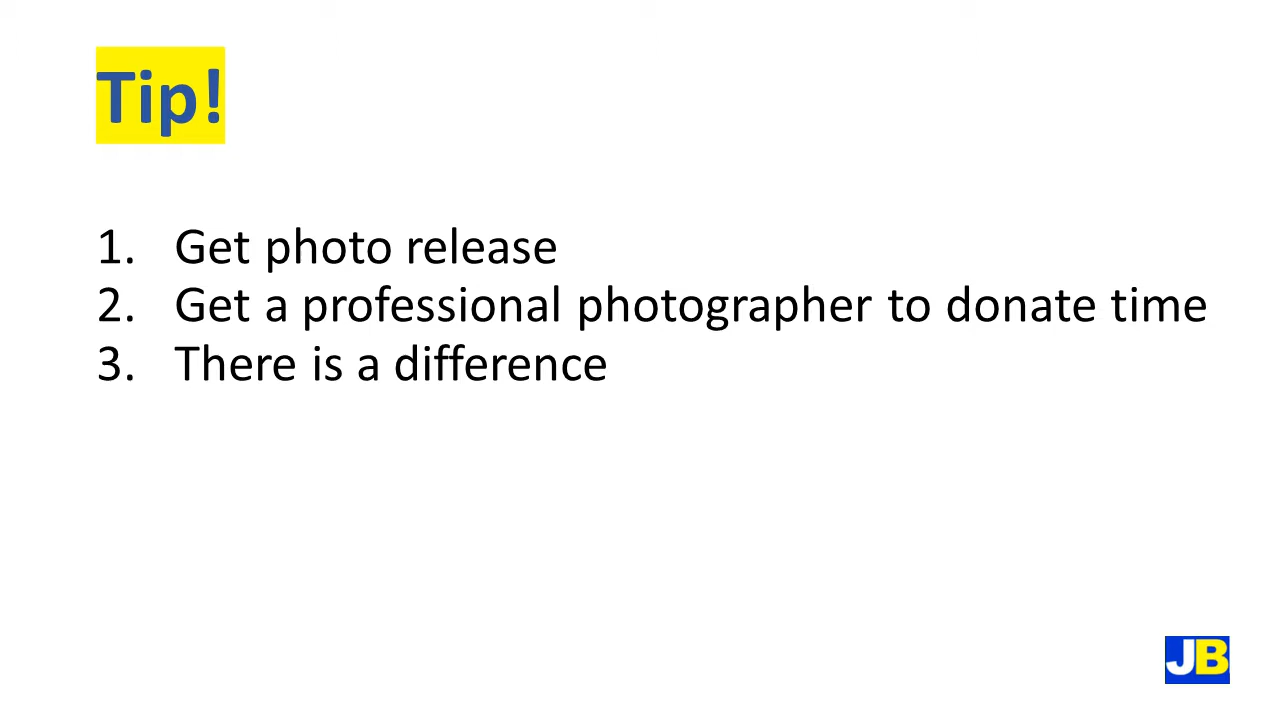 Tip!
1. Get photo release
2. Get a professional photographer to donate time
3. There is a difference
JB